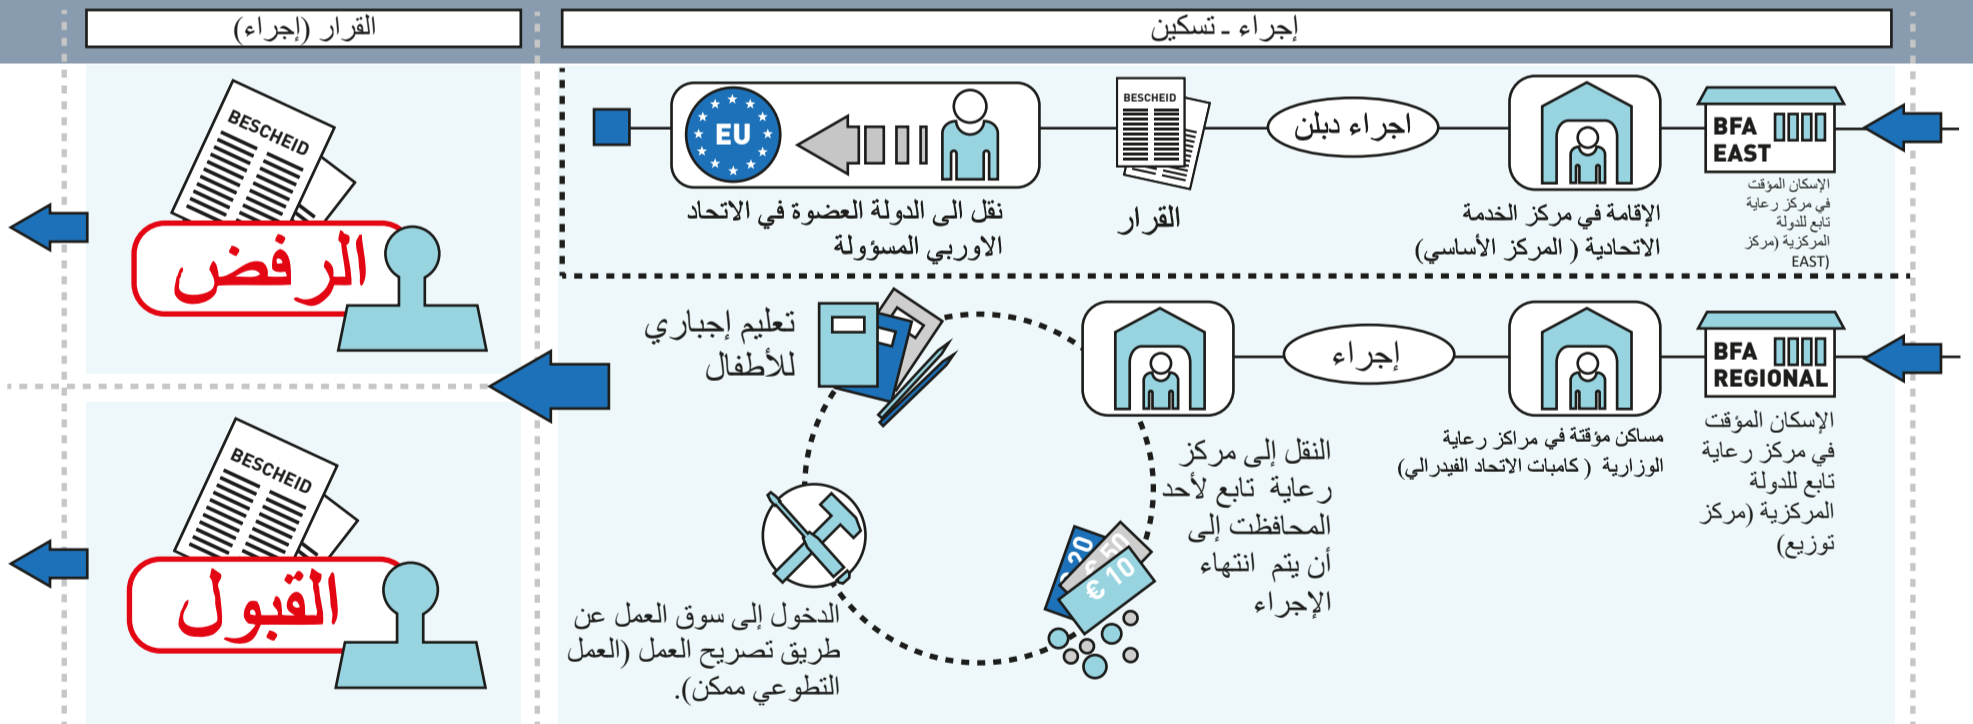 إجراء ـ تسكين
القرار (إجراء)
BFA
EAST
الإسكان المؤقت
في مركز رعاية
تابع للدولة
المركزية (مركز
EAST)
الإقامة في مركز الخدمة
الاتحادية ( المركز الأساسي)
اجراء دبلن
BESCHEID
القرار
EU
نقل الى الدولة العضوة في الاتحاد
الاوربي المسؤولة
BFA
REGIONAL
الإسكان المؤقت
في مركز رعاية
تابع للدولة
المركزية (مركز
توزيع)
مساكن مؤقتة في مراكز رعاية
الوزارية ( كامبات الاتحاد الفيدرالي)
إجراء
النقل إلى مركز
رعاية تابع لأحد
المحافظت إلى
أن يتم انتهاء
الإجراء
تعليم إجباري
للأطفال
20
50
€ 10
الدخول إلى سوق العمل عن
طريق تصريح العمل (العمل
التطوعي ممكن).
BESCHEID
الرفض
BESCHEID
القبول